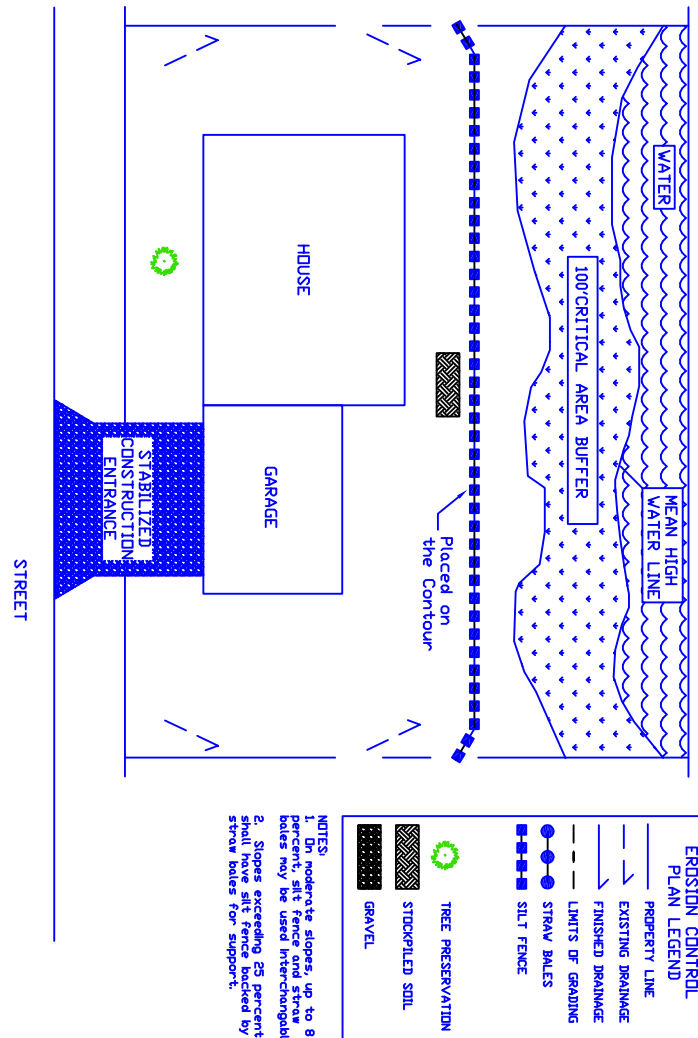 WATER
MEAN HIGH
WATER LINE
100'CRITICAL AREA BUFFER
Placed on
the Contour
HOUSE
GARAGE
STABILIZED
CONSTRUCTION
ENTRANCE
STREET
EROSION CONTROL
PLAN LEGEND
PROPERTY LINE
EXISTING DRAINAGE
FINISHED DRAINAGE
LIMITS OF GRADING
STRAW BALES
SILT FENCE
TREE PRESERVATION
STOCKPILED SOIL
GRAVEL
NOTES:
1. On moderate slopes, up to 8
percent, silt fence and straw
bales may be used interchangabl
2. Slopes exceeding 25 percent
shall have silt fence backed by
straw bales for support.